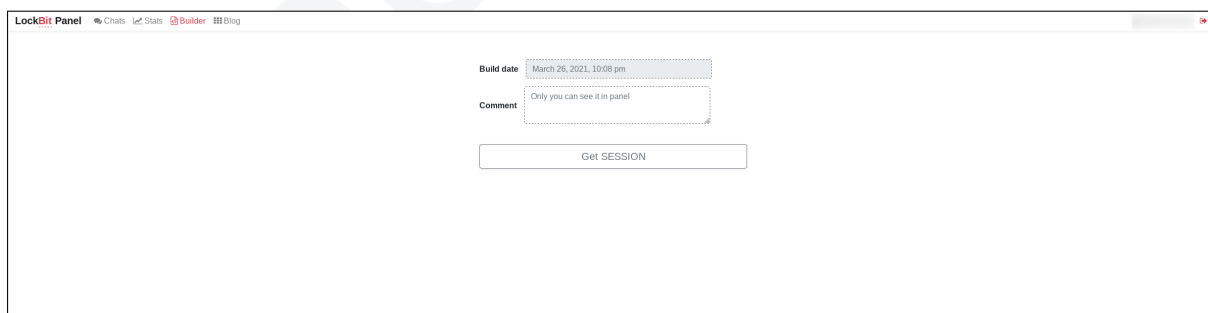 LockBit Panel Chats Stats Builder Blog
Build date March 26, 2021, 10:08 pm
Comment Only you can see it in panel
Get SESSION